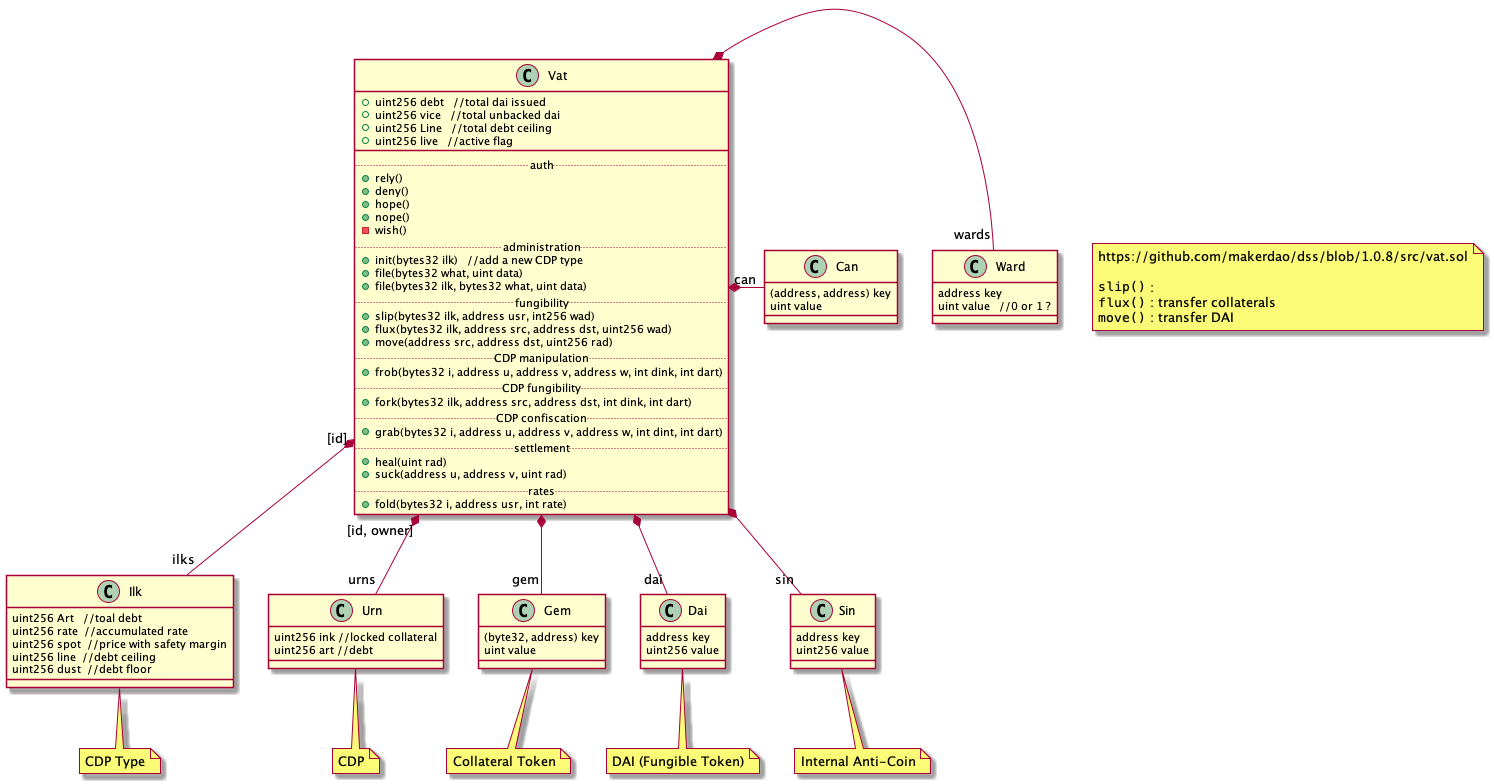 C Vat
uint256 debt   //total dai issued
uint256 vice   //total unbacked dai
uint256 Line   //total debt ceiling
uint256 live   //active flag
auth
rely()
deny()
hope()
nope()
wish()
administration
init(bytes32 ilk)   //add a new CDP type
file(bytes32 what, uint data)
file(bytes32 ilk, bytes32 what, uint data)
fungibility
slip(bytes32 ilk, address usr, int256 wad)
flux(bytes32 ilk, address src, address dst, uint256 wad)
move(address src, address dst, uint256 rad)
CDP manipulation
frob(bytes32 i, address u, address v, address w, int dink, int dart)
CDP fungibility
fork(bytes32 ilk, address src, address dst, int dink, int dart)
CDP confiscation
grab(bytes32 i, address u, address v, address w, int dint, int dart)
settlement
heal(uint rad)
suck(address u, address v, uint rad)
rates
fold(bytes32 i, address usr, int rate)
can
C Can
(address, address) key
uint value
wards
C Ward
address key
uint value   //0 or 1 ?
https://github.com/makerdao/dss/blob/1.0.8/src/vat.sol
slip() :
flux() : transfer collaterals
move() : transfer DAI
[id]
ilks
C Ilk
uint256 Art   //toal debt
uint256 rate  //accumulated rate
uint256 spot  //price with safety margin
uint256 line  //debt ceiling
uint256 dust  //debt floor
CDP Type
[id, owner]
urns
C Urn
uint256 ink //locked collateral
uint256 art //debt
CDP
gem
C Gem
(byte32, address) key
uint value
Collateral Token
dai
C Dai
address key
uint256 value
DAI (Fungible Token)
sin
C Sin
address key
uint256 value
Internal Anti-Coin